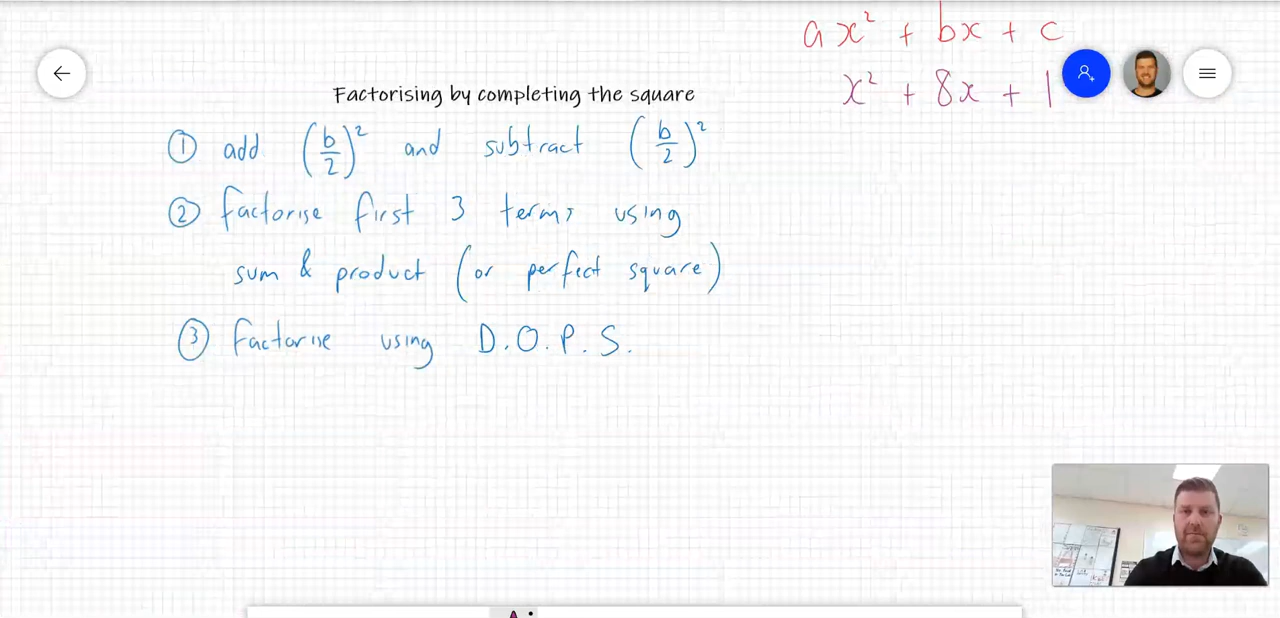 ax² + bx + c
x² + 8x + 1
Factorising by completing the square
① add (b/2)² and subtract (b/2)²
② factorise first 3 terms using
sum & product (or perfect square)
③ factorise using D.O.P.S.